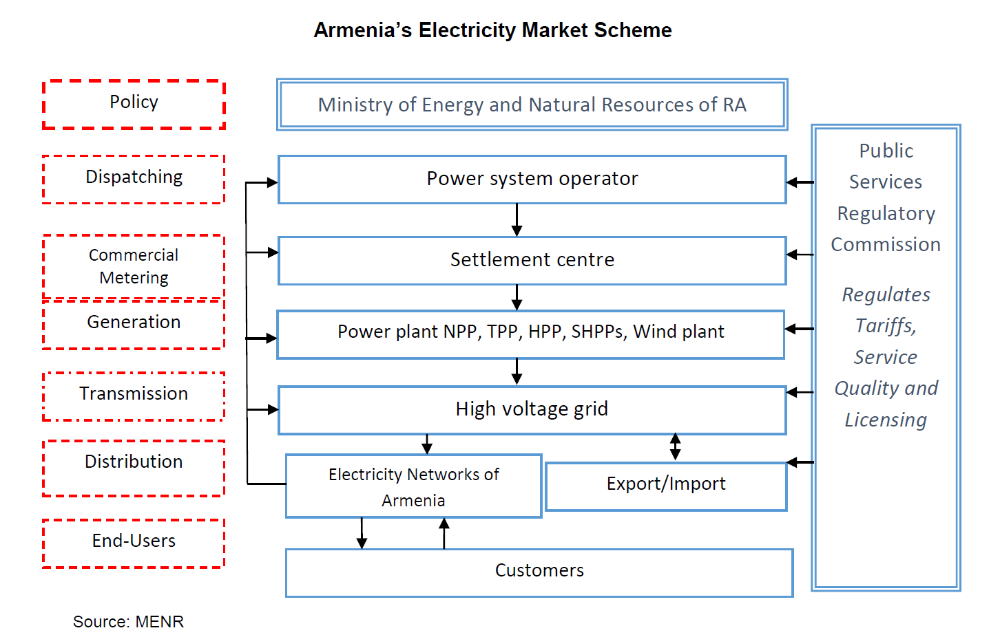 Armenia’s Electricity Market Scheme
Policy
Ministry of Energy and Natural Resources of RA
Dispatching
Power system operator
Commercial
Metering
Settlement centre
Generation
Power plant NPP, TPP, HPP, SHPPs, Wind plant
Transmission
High voltage grid
Distribution
Electricity Networks of
Armenia
Export/Import
End-Users
Customers
Public
Services
Regulatory
Commission
Regulates
Tariffs,
Service
Quality and
Licensing
Source: MENR